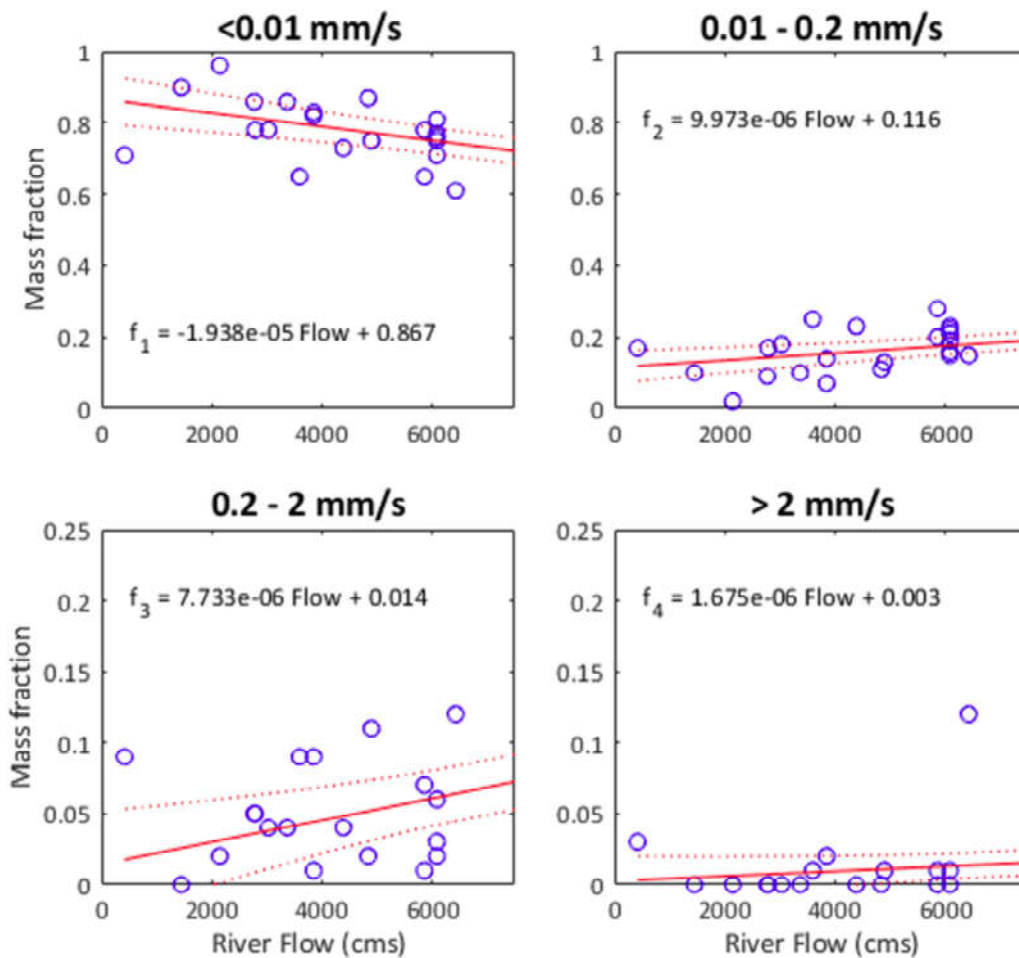 <0.01 mm/s
0.01 - 0.2 mm/s
1
0.8
0.6
0.4
0.2
0
Mass fraction
f1 = -1.938e-05 Flow + 0.867
0 2000 4000 6000
1
0.8
0.6
0.4
0.2
0
f2 = 9.973e-06 Flow + 0.116
0 2000 4000 6000
0.2 - 2 mm/s
> 2 mm/s
0.25
0.2
0.15
0.1
0.05
0
Mass fraction
f3 = 7.733e-06 Flow + 0.014
0 2000 4000 6000
River Flow (cms)
0.25
0.2
0.15
0.1
0.05
0
f4 = 1.675e-06 Flow + 0.003
0 2000 4000 6000
River Flow (cms)